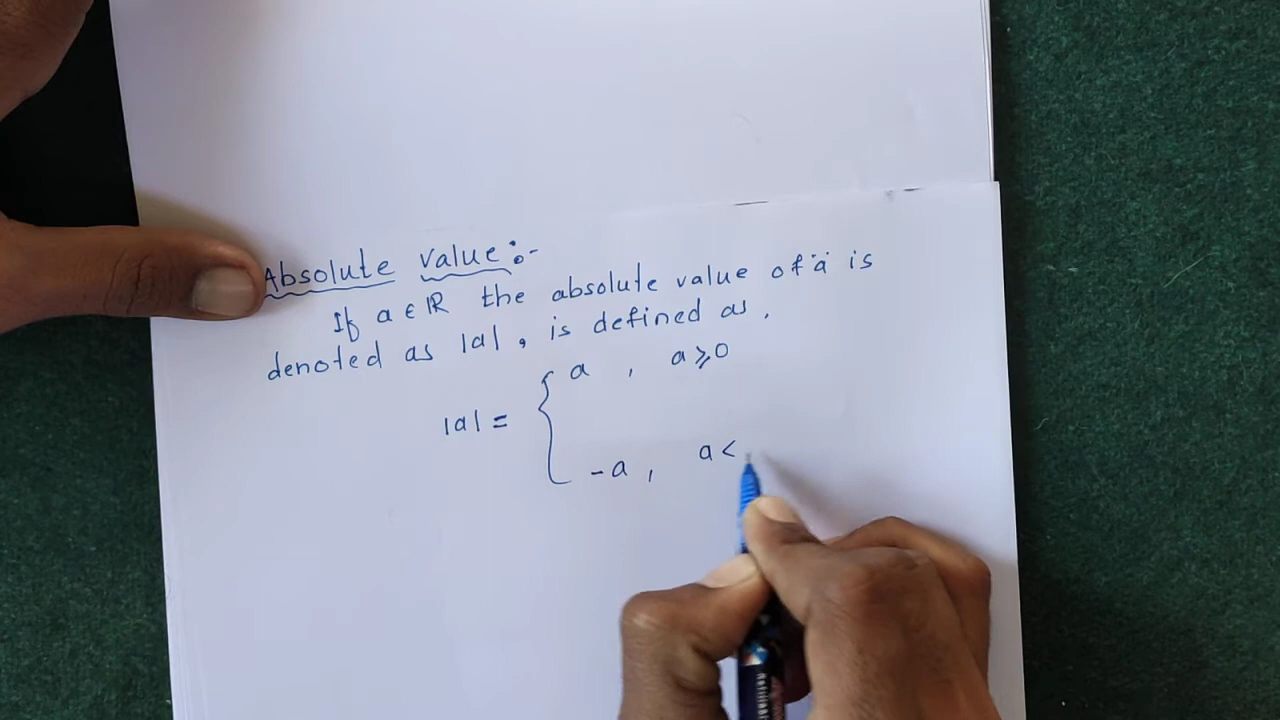 Absolute value :-
If a ∈ ℝ the absolute value of "a" is
denoted as |a| , is defined as ,
|a| = { a , a ⩾ 0
-a , a <